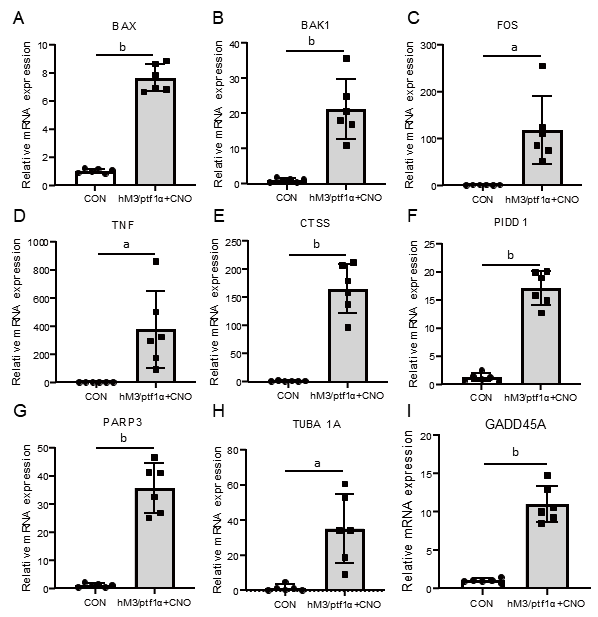 A
BAX
Relative mRNA expression
b
10
8
6
4
2
0
CON
hM3/ptf1α+CNO
B
BAK1
Relative mRNA expression
b
40
30
20
10
0
CON
hM3/ptf1α+CNO
C
FOS
Relative mRNA expression
a
300
200
100
0
CON
hM3/ptf1α+CNO
D
TNF
Relative mRNA expression
a
1000
800
600
400
200
0
CON
hM3/ptf1α+CNO
E
CTSS
Relative mRNA expression
b
250
200
150
100
50
0
CON
hM3/ptf1α+CNO
F
PIDD 1
Relative mRNA expression
b
25
20
15
10
5
0
CON
hM3/ptf1α+CNO
G
PARP3
Relative mRNA expression
b
50
40
30
20
10
0
CON
hM3/ptf1α+CNO
H
TUBA 1A
Relative mRNA expression
a
80
60
40
20
0
CON
hM3/ptf1α+CNO
I
GADD45A
Relative mRNA expression
b
20
15
10
5
0
CON
hM3/ptf1α+CNO